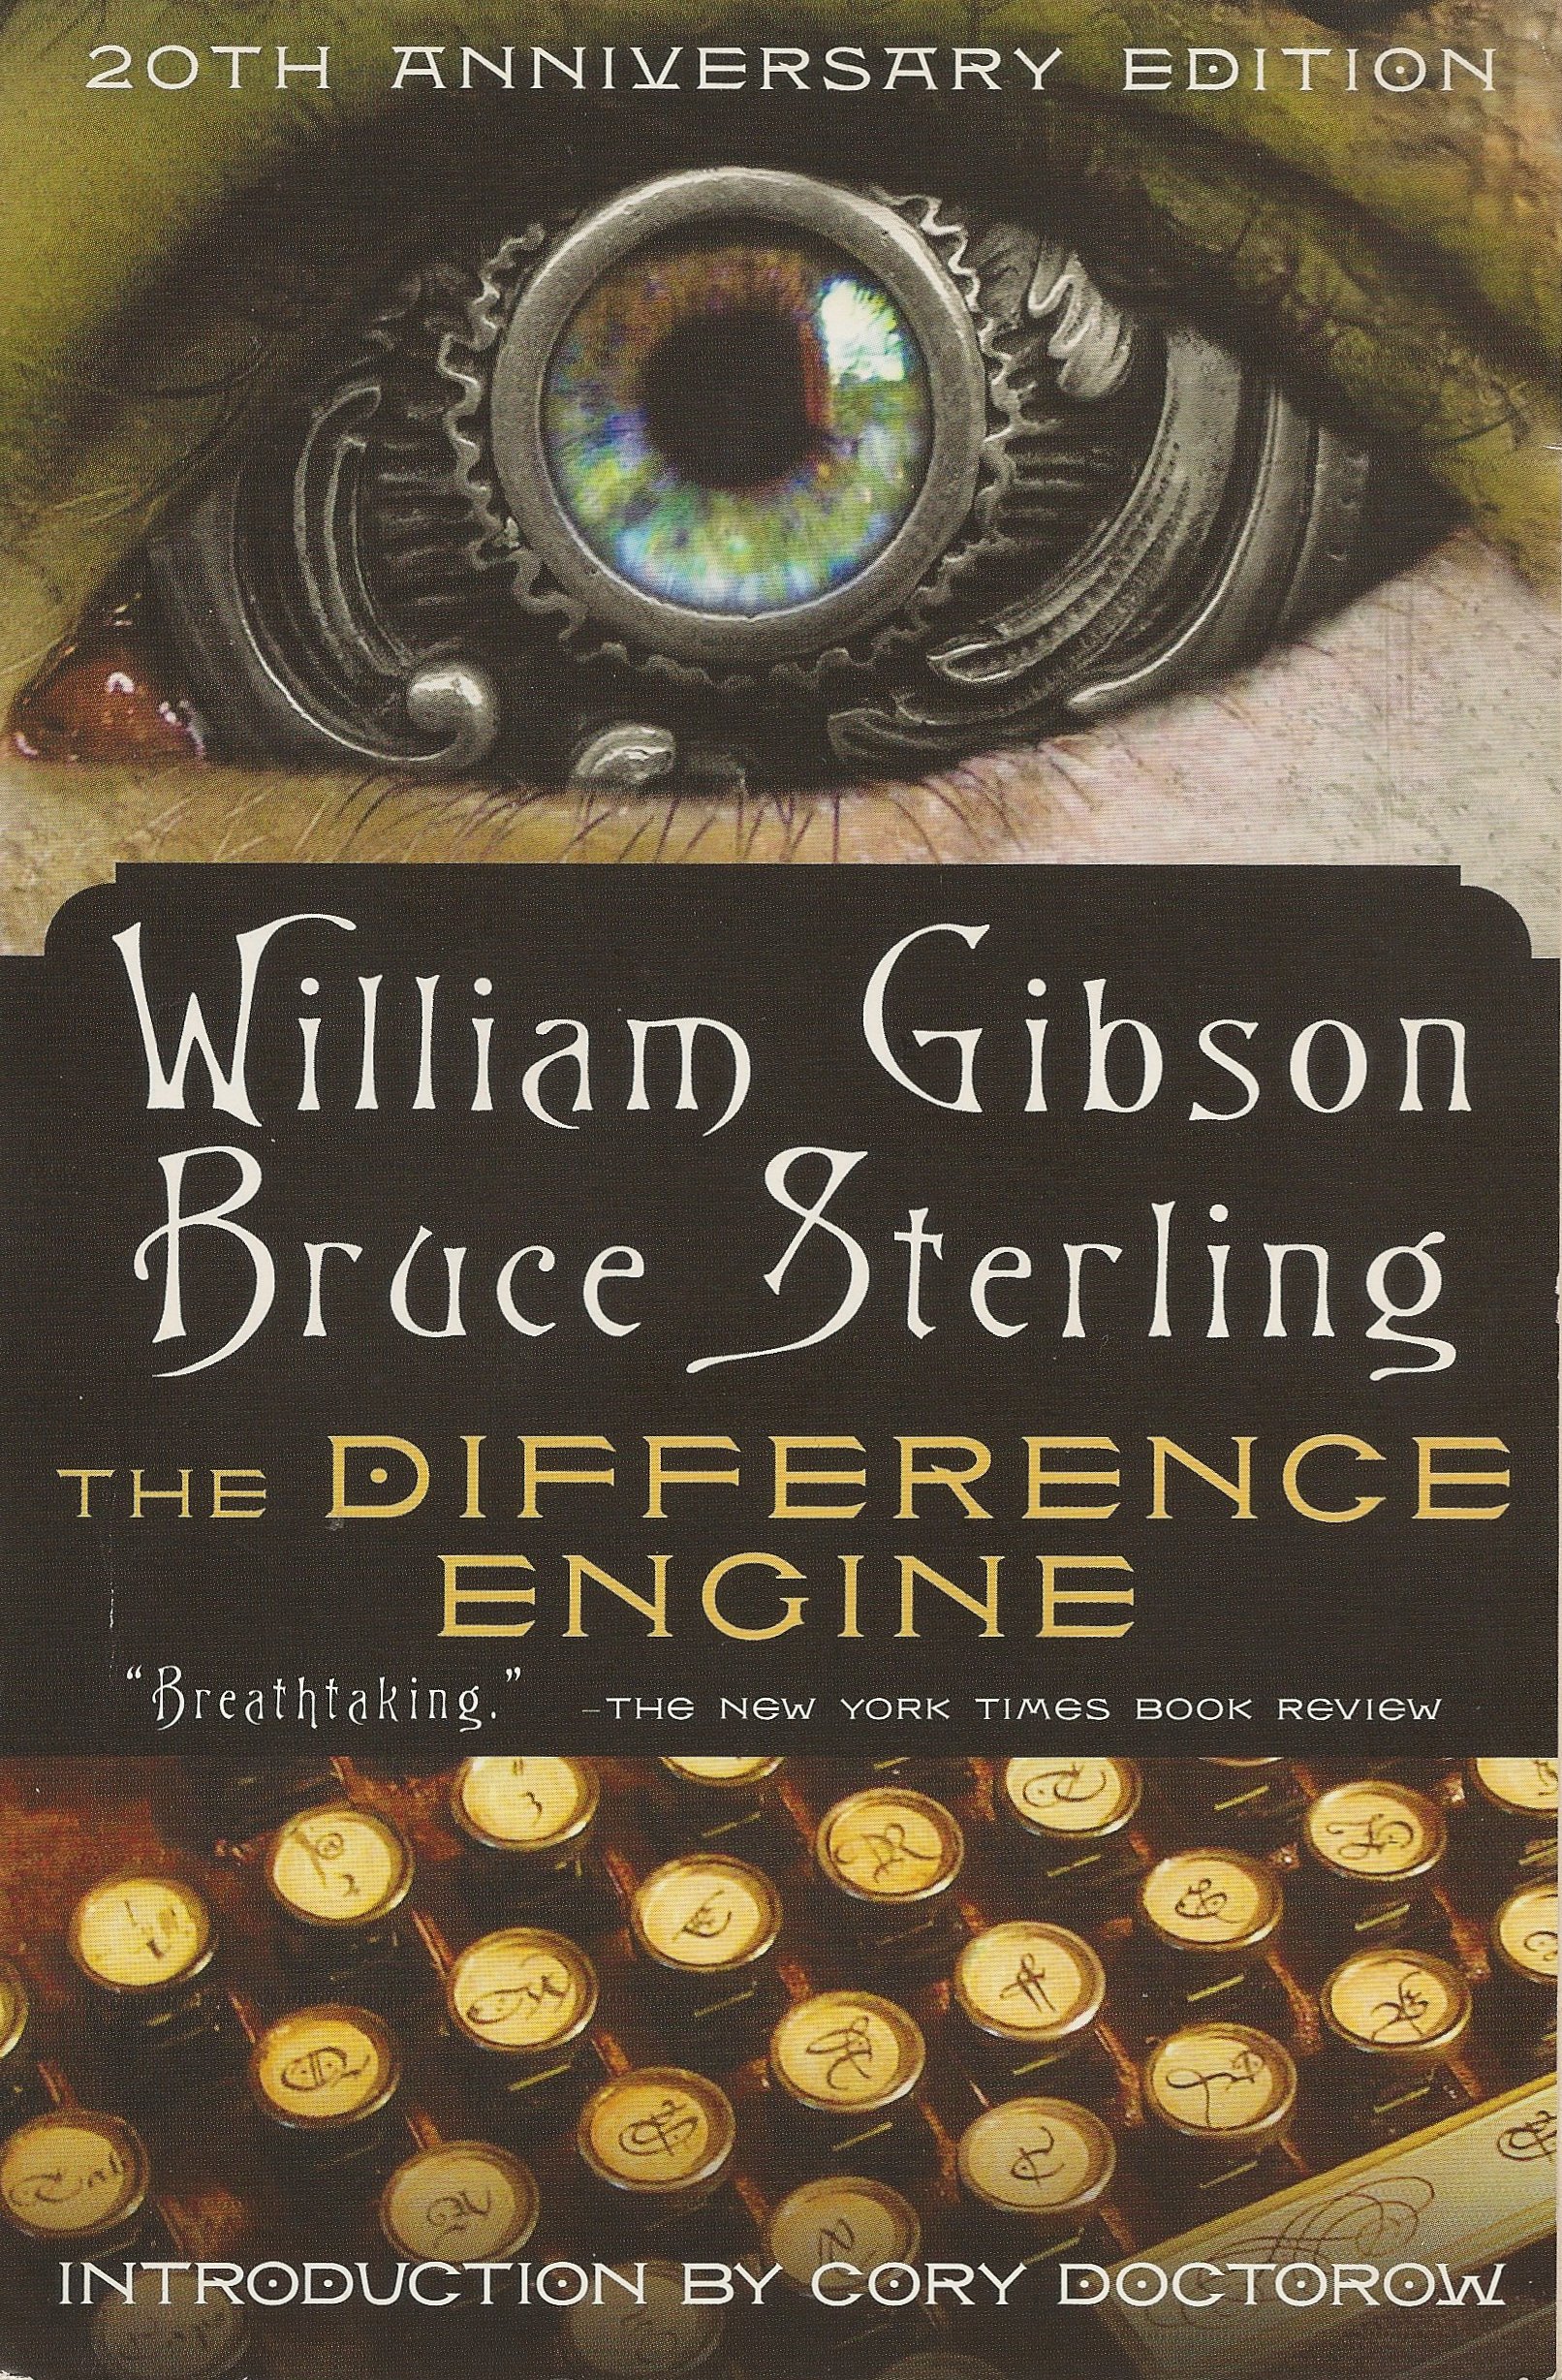 20TH ANNIVERSARY EDITION
William Gibson
Bruce Sterling
THE DIFFERENCE
ENGINE
"Breathtaking." –THE NEW YORK TIMES BOOK REVIEW
INTRODUCTION BY CORY DOCTOROW